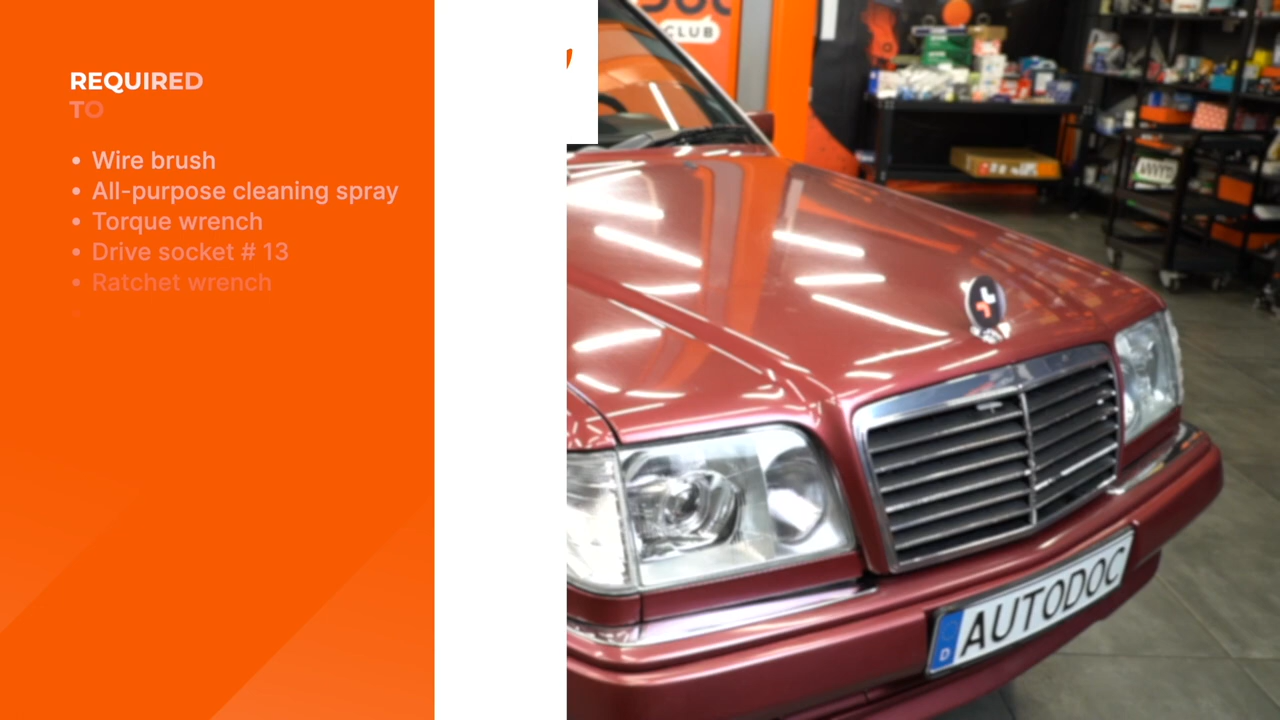 REQUIRED
TO
• Wire brush
• All-purpose cleaning spray
• Torque wrench
• Drive socket # 13
• Ratchet wrench
CLUB
AUTODOC
D